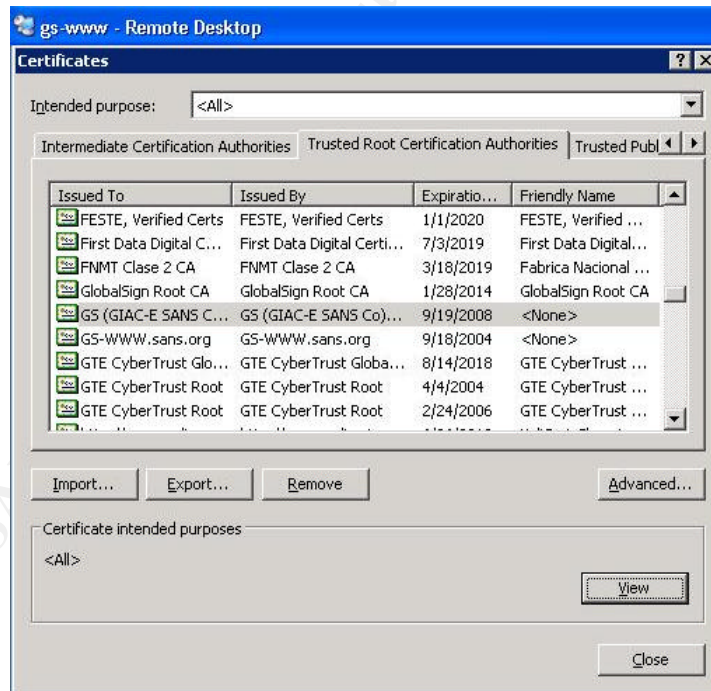 gs-www - Remote Desktop
Certificates
Intended purpose: <All>
Intermediate Certification Authorities Trusted Root Certification Authorities Trusted Publ
Issued To Issued By Expiratio... Friendly Name
FESTE, Verified Certs FESTE, Verified Certs 1/1/2020 FESTE, Verified ...
First Data Digital C... First Data Digital Certi... 7/3/2019 First Data Digital...
FNMT Clase 2 CA FNMT Clase 2 CA 3/18/2019 Fabrica Nacional ...
GlobalSign Root CA GlobalSign Root CA 1/28/2014 GlobalSign Root CA
GS (GIAC-E SANS C... GS (GIAC-E SANS Co)... 9/19/2008 <None>
GS-WWW.sans.org GS-WWW.sans.org 9/18/2004 <None>
GTE CyberTrust Glo... GTE CyberTrust Globa... 8/14/2018 GTE CyberTrust ...
GTE CyberTrust Root GTE CyberTrust Root 4/4/2004 GTE CyberTrust ...
GTE CyberTrust Root GTE CyberTrust Root 2/24/2006 GTE CyberTrust ...
Import... Export... Remove Advanced...
Certificate intended purposes
<All>
View
Close